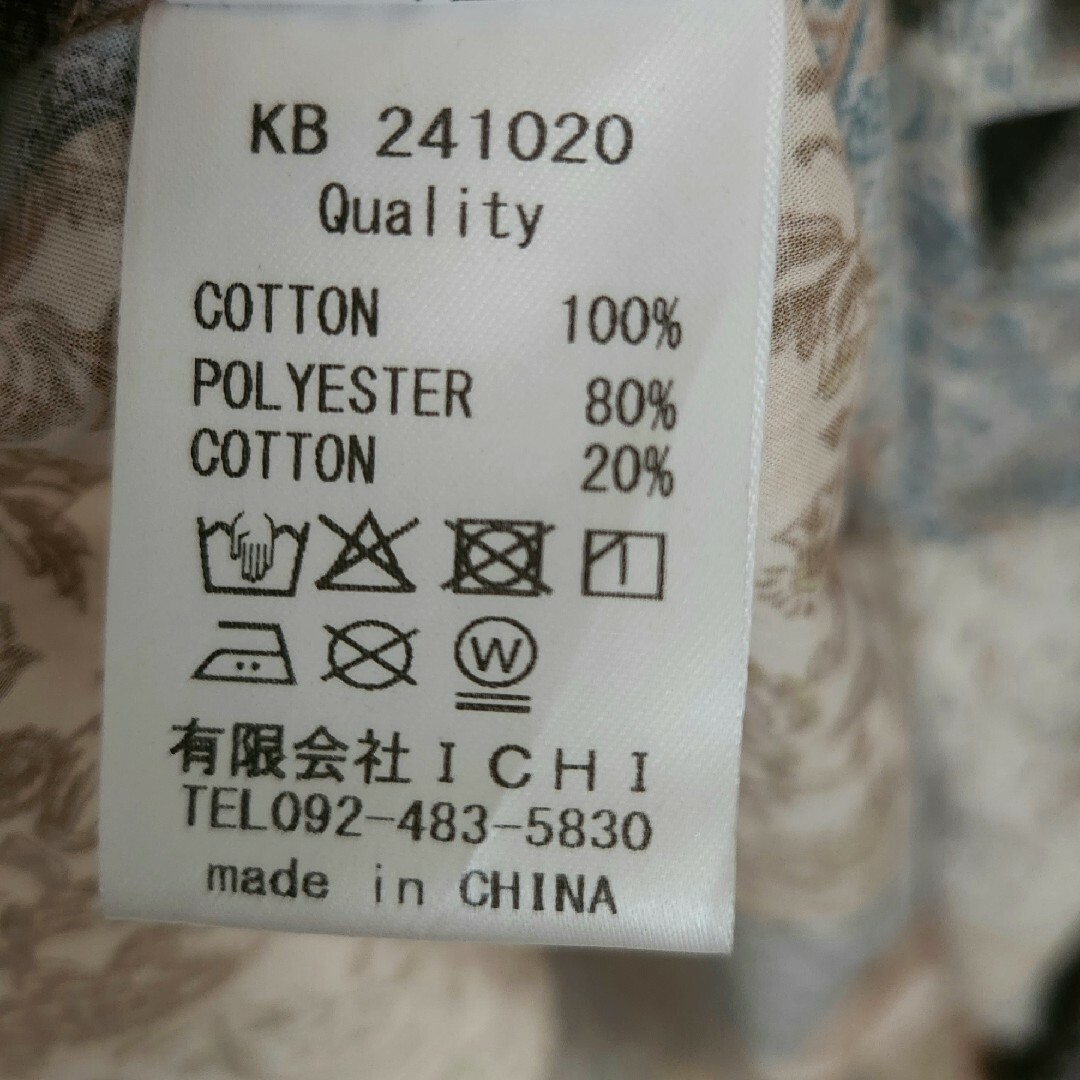 KB 241020
Quality
COTTON 100%
POLYESTER 80%
COTTON 20%
W
有限会社ＩＣＨＩ
TEL092-483-5830
made in CHINA